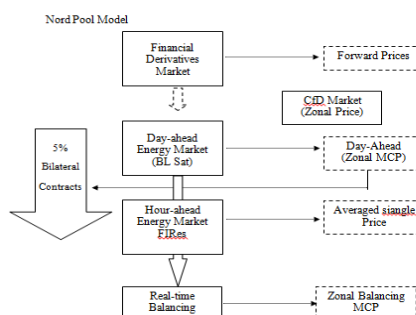 Nord Pool Model
Financial
Derivatives
Market
Forward Prices
CfD Market
(Zonal Price)
5%
Bilateral
Contracts
Day-ahead
Energy Market
(BL Sat)
Day-Ahead
(Zonal MCP)
Hour-ahead
Energy Market
FIRes
Averaged siangle
Price
Real-time
Balancing
Zonal Balancing
MCP